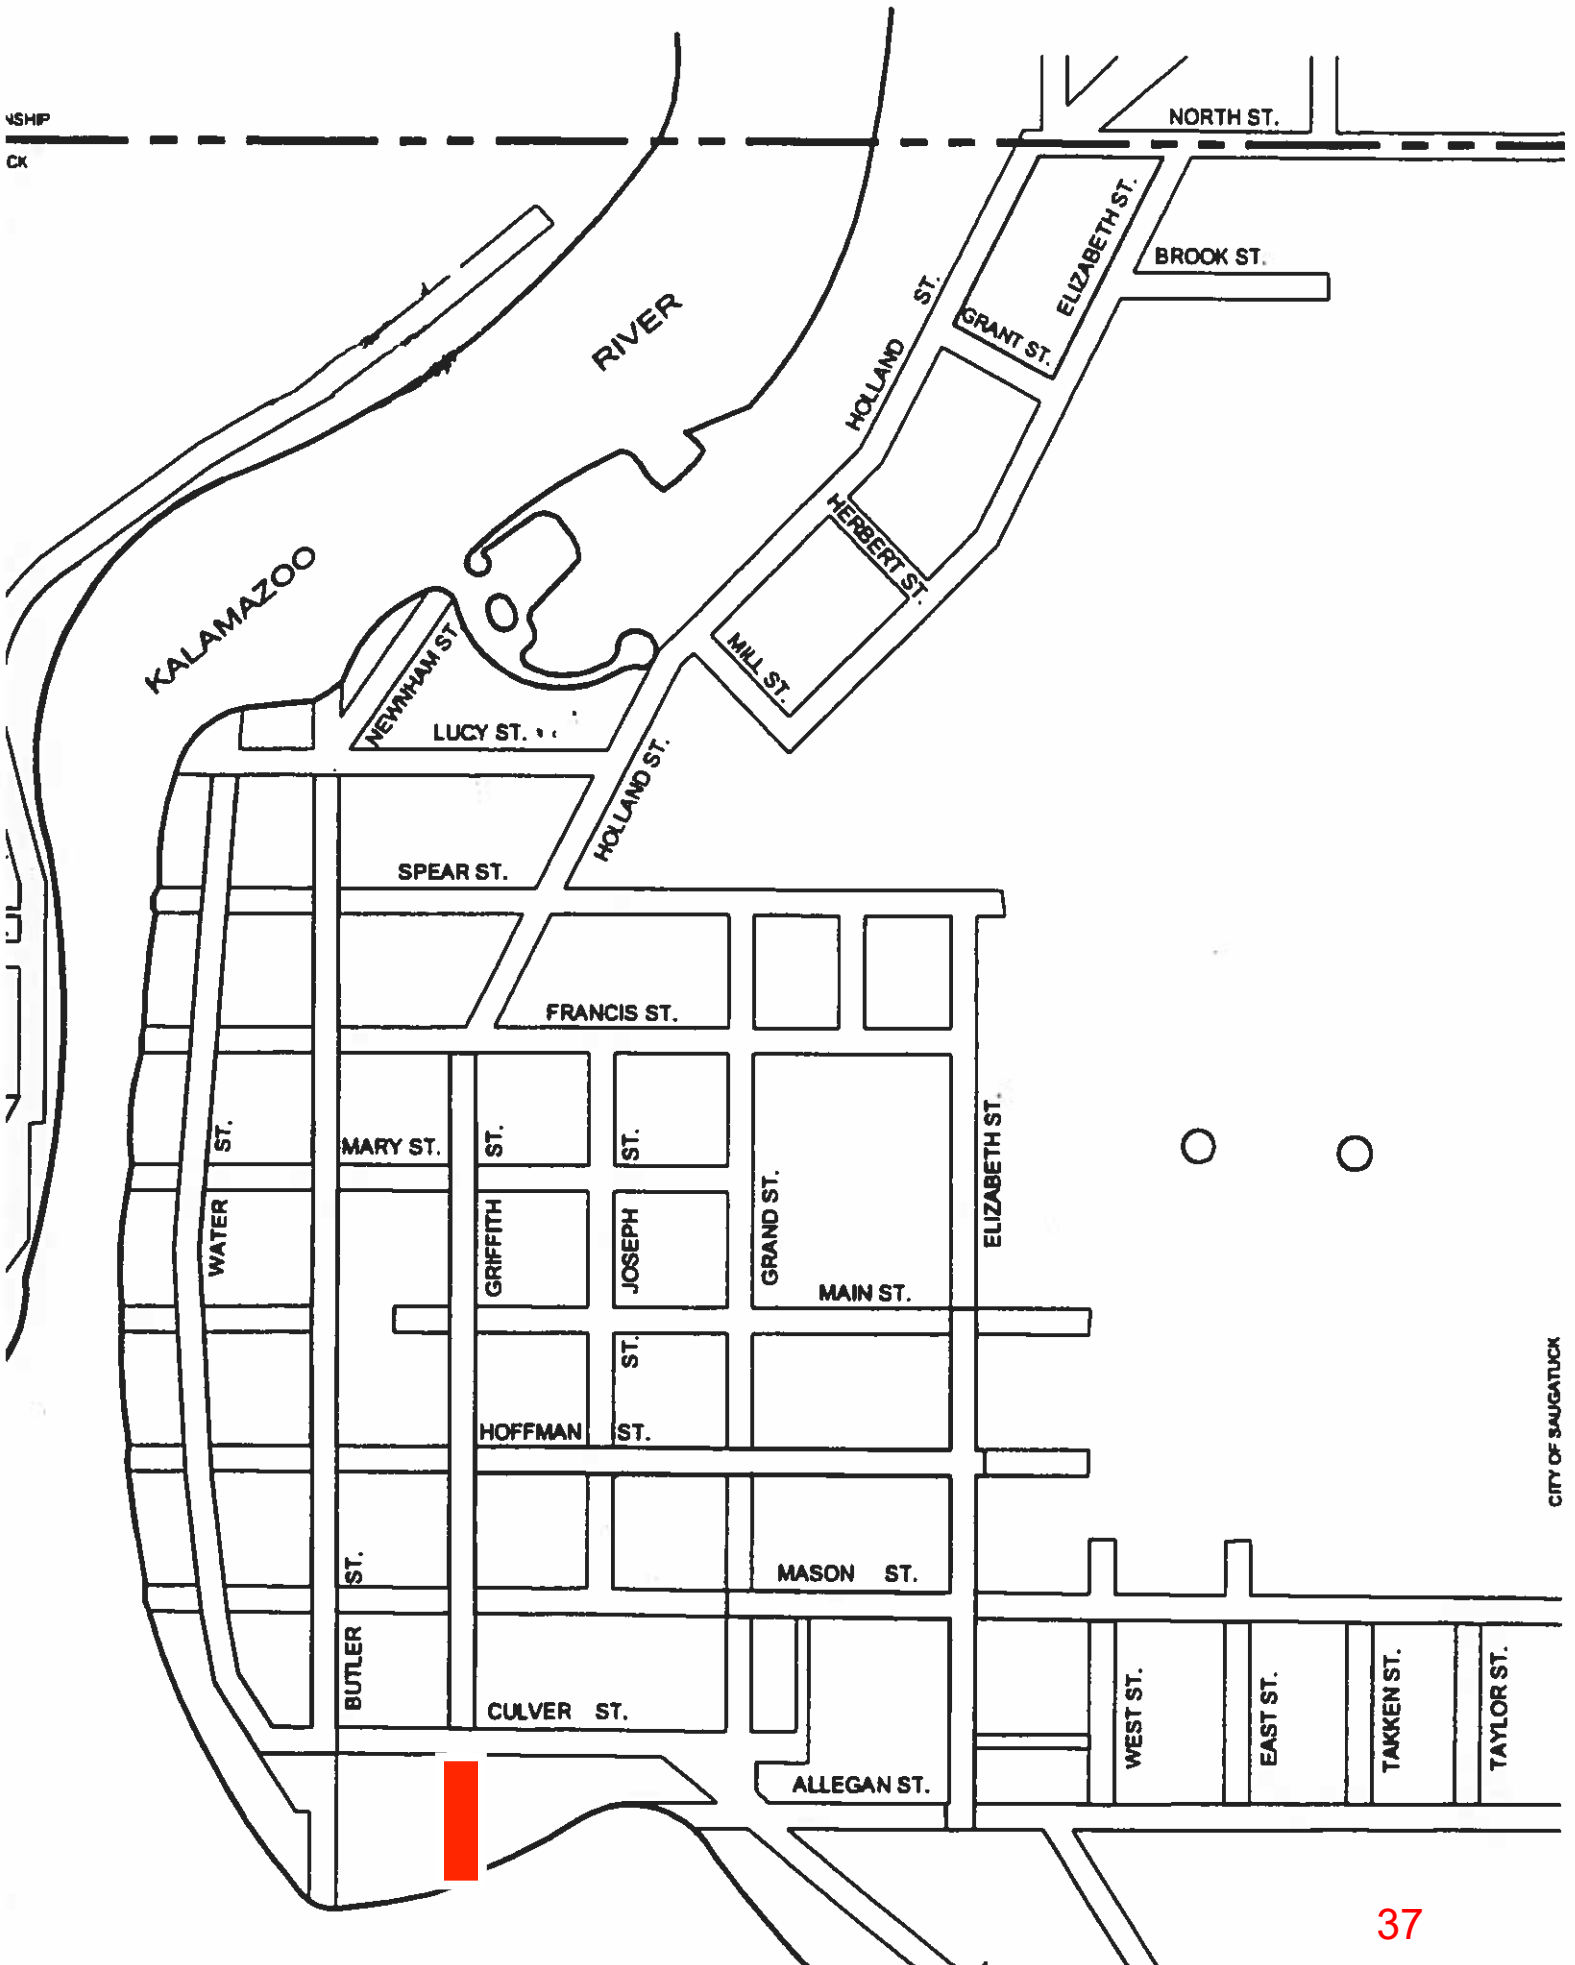 NSHIP
CK
NORTH ST.
BROOK ST.
ELIZABETH ST.
GRANT ST.
HOLLAND ST.
RIVER
KALAMAZOO
HERBERT ST.
MILL ST.
NEWNHAM ST
LUCY ST.
HOLLAND ST.
SPEAR ST.
FRANCIS ST.
WATER ST.
MARY ST.
GRIFFITH ST.
JOSEPH ST.
GRAND ST.
ELIZABETH ST.
MAIN ST.
ST.
HOFFMAN ST.
CITY OF SAUGATUCK
MASON ST.
BUTLER ST.
CULVER ST.
WEST ST.
EAST ST.
TAKKEN ST.
TAYLOR ST.
ALLEGAN ST.
37